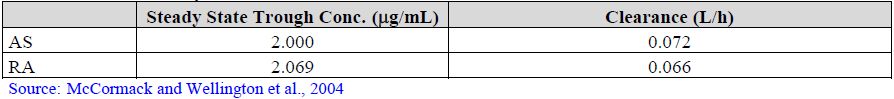 Steady State Trough Conc. (µg/mL) Clearance (L/h)
AS 2.000 0.072
RA 2.069 0.066
Source: McCormack and Wellington et al., 2004